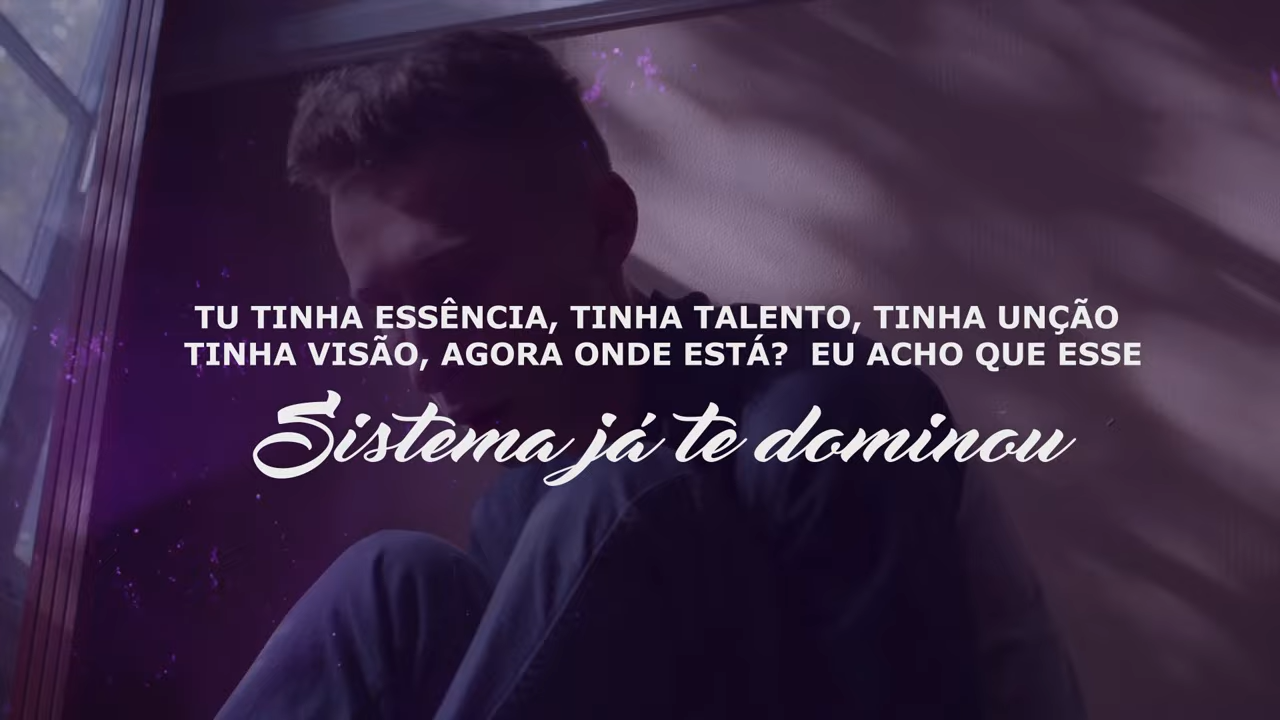 TU TINHA ESSÊNCIA, TINHA TALENTO, TINHA UNÇÃO
TINHA VISÃO, AGORA ONDE ESTÁ? EU ACHO QUE ESSE
Sistema já te dominou